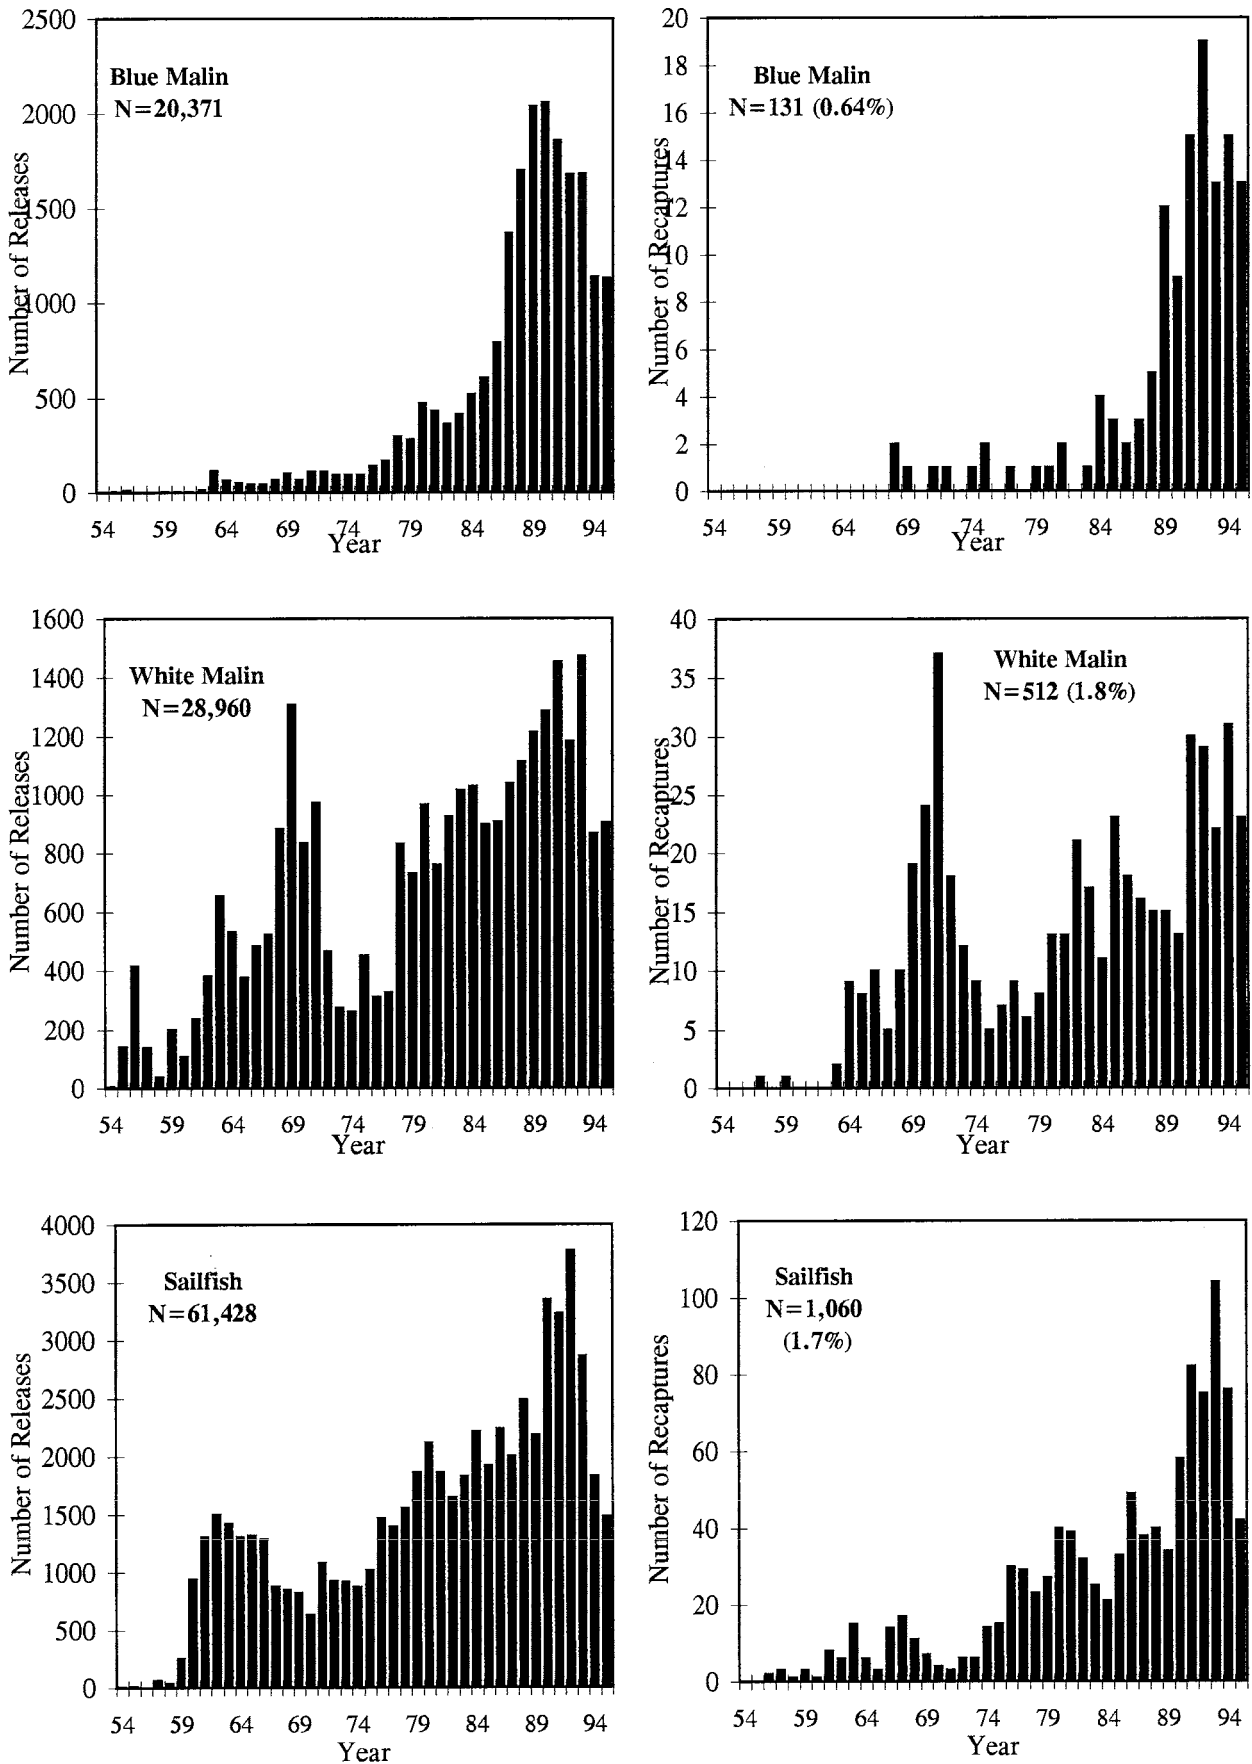 2500
2000
1500
1000
500
0
Number of Releases
Blue Malin
N=20,371
54 59 64 69 74 79 84 89 94
Year
20
18
16
14
12
10
8
6
4
2
0
Number of Recaptures
Blue Malin
N=131 (0.64%)
54 59 64 69 74 79 84 89 94
Year
1600
1400
1200
1000
800
600
400
200
0
Number of Releases
White Malin
N=28,960
54 59 64 69 74 79 84 89 94
Year
40
35
30
25
20
15
10
5
0
Number of Recaptures
White Malin
N=512 (1.8%)
54 59 64 69 74 79 84 89 94
Year
4000
3500
3000
2500
2000
1500
1000
500
0
Number of Releases
Sailfish
N=61,428
54 59 64 69 74 79 84 89 94
Year
120
100
80
60
40
20
0
Number of Recaptures
Sailfish
N=1,060
(1.7%)
54 59 64 69 74 79 84 89 94
Year